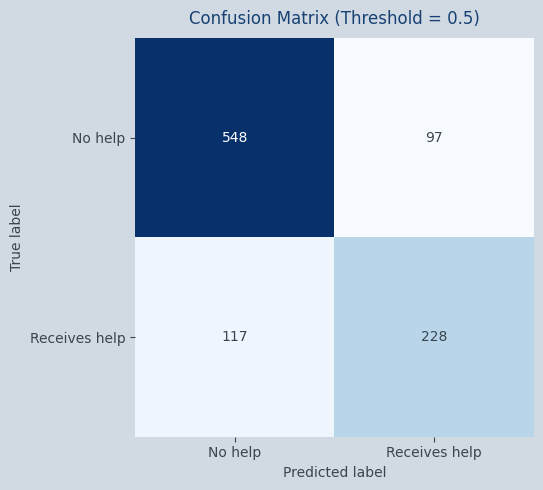 Confusion Matrix (Threshold = 0.5)
No help
548
97
True label
Receives help
117
228
No help
Receives help
Predicted label